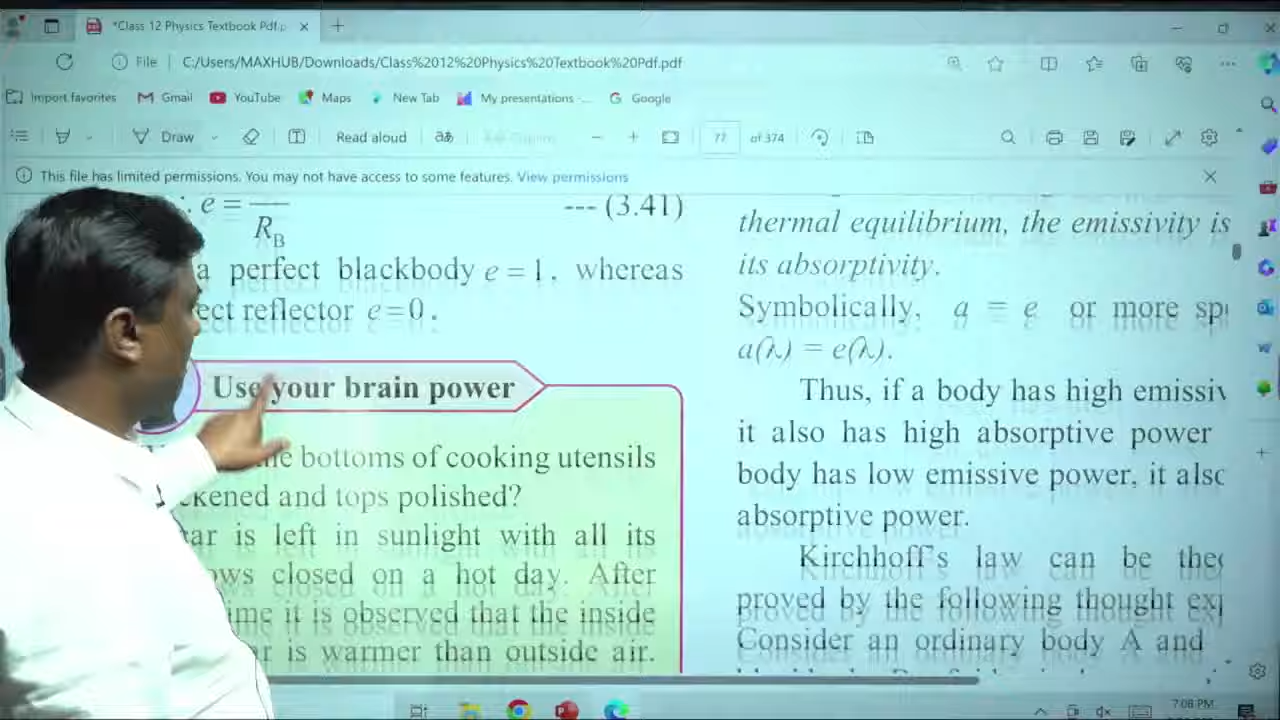 *Class 12 Physics Textbook Pdf.p
File
C:/Users/MAXHUB/Downloads/Class%2012%20Physics%20Textbook%20Pdf.pdf
Import favorites
Gmail
YouTube
Maps
New Tab
My presentations -...
Google
Draw
Read aloud
77
of 374
This file has limited permissions. You may not have access to some features. View permissions
e =
R_B
--- (3.41)
a perfect blackbody e = 1, whereas
ect reflector e=0.
Use your brain power
bottoms of cooking utensils
ckened and tops polished?
ar is left in sunlight with all its
ows closed on a hot day. After
ime it is observed that the inside
ar is warmer than outside air.
thermal equilibrium, the emissivity is
its absorptivity.
Symbolically, a = e or more sp
a(λ) = e(λ).
Thus, if a body has high emissiv
it also has high absorptive power
body has low emissive power, it also
absorptive power.
Kirchhoff's law can be theo
proved by the following thought exp
Consider an ordinary body A and
7:08 PM